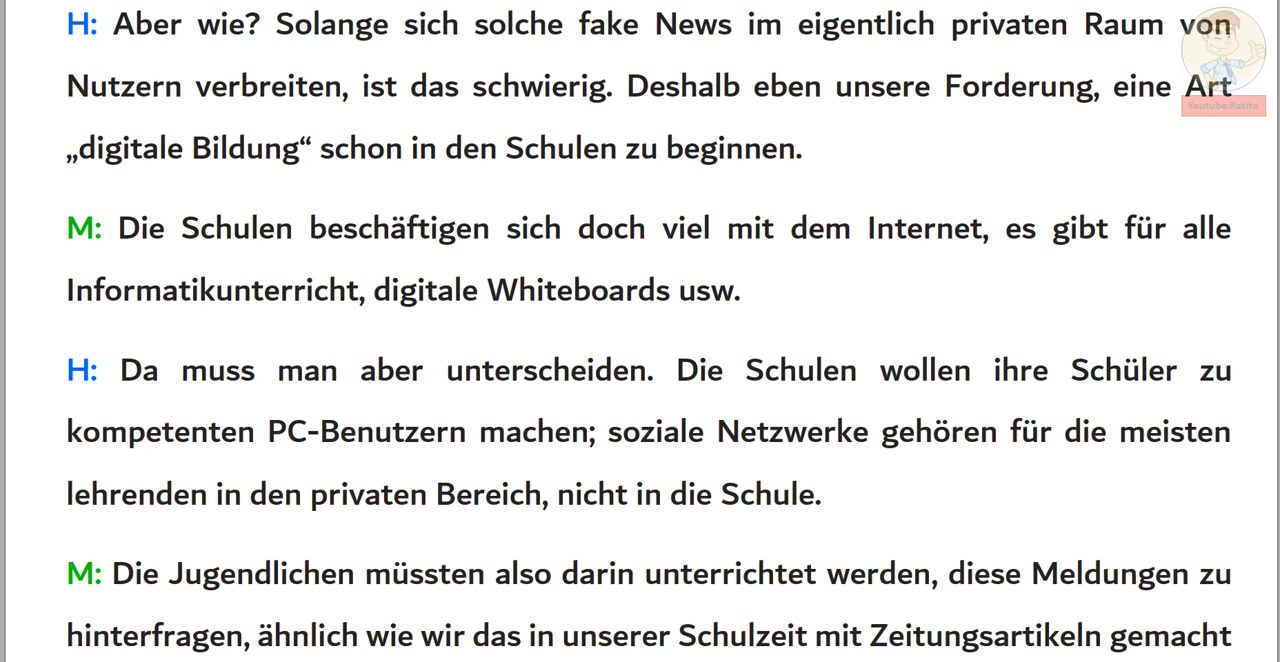 H: Aber wie? Solange sich solche fake News im eigentlich privaten Raum von
Nutzern verbreiten, ist das schwierig. Deshalb eben unsere Forderung, eine Art
„digitale Bildung“ schon in den Schulen zu beginnen.
M: Die Schulen beschäftigen sich doch viel mit dem Internet, es gibt für alle
Informatikunterricht, digitale Whiteboards usw.
H: Da muss man aber unterscheiden. Die Schulen wollen ihre Schüler zu
kompetenten PC-Benutzern machen; soziale Netzwerke gehören für die meisten
lehrenden in den privaten Bereich, nicht in die Schule.
M: Die Jugendlichen müssten also darin unterrichtet werden, diese Meldungen zu
hinterfragen, ähnlich wie wir das in unserer Schulzeit mit Zeitungsartikeln gemacht
Youtube:Ratito